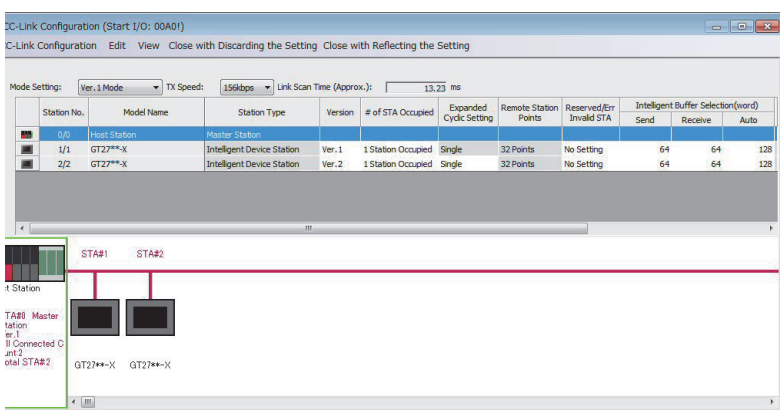 CC-Link Configuration (Start I/O: 00A0!)
CC-Link Configuration Edit View Close with Discarding the Setting Close with Reflecting the Setting
Mode Setting: Ver.1 Mode TX Speed: 156kbps Link Scan Time (Approx.): 13.23 ms
Station No. Model Name Station Type Version # of STA Occupied Expanded Cyclic Setting Remote Station Points Reserved/Err Invalid STA Intelligent Buffer Selection(word)
Send Receive Auto
0/0 Host Station Master Station
1/1 GT27**-X Intelligent Device Station Ver.1 1 Station Occupied Single 32 Points No Setting 64 64 128
2/2 GT27**-X Intelligent Device Station Ver.2 1 Station Occupied Single 32 Points No Setting 64 64 128
STA#1 STA#2
t Station
TA#0 Master
tation
er.1
ll Connected C
unt:2
otal STA#2
GT27**-X GT27**-X